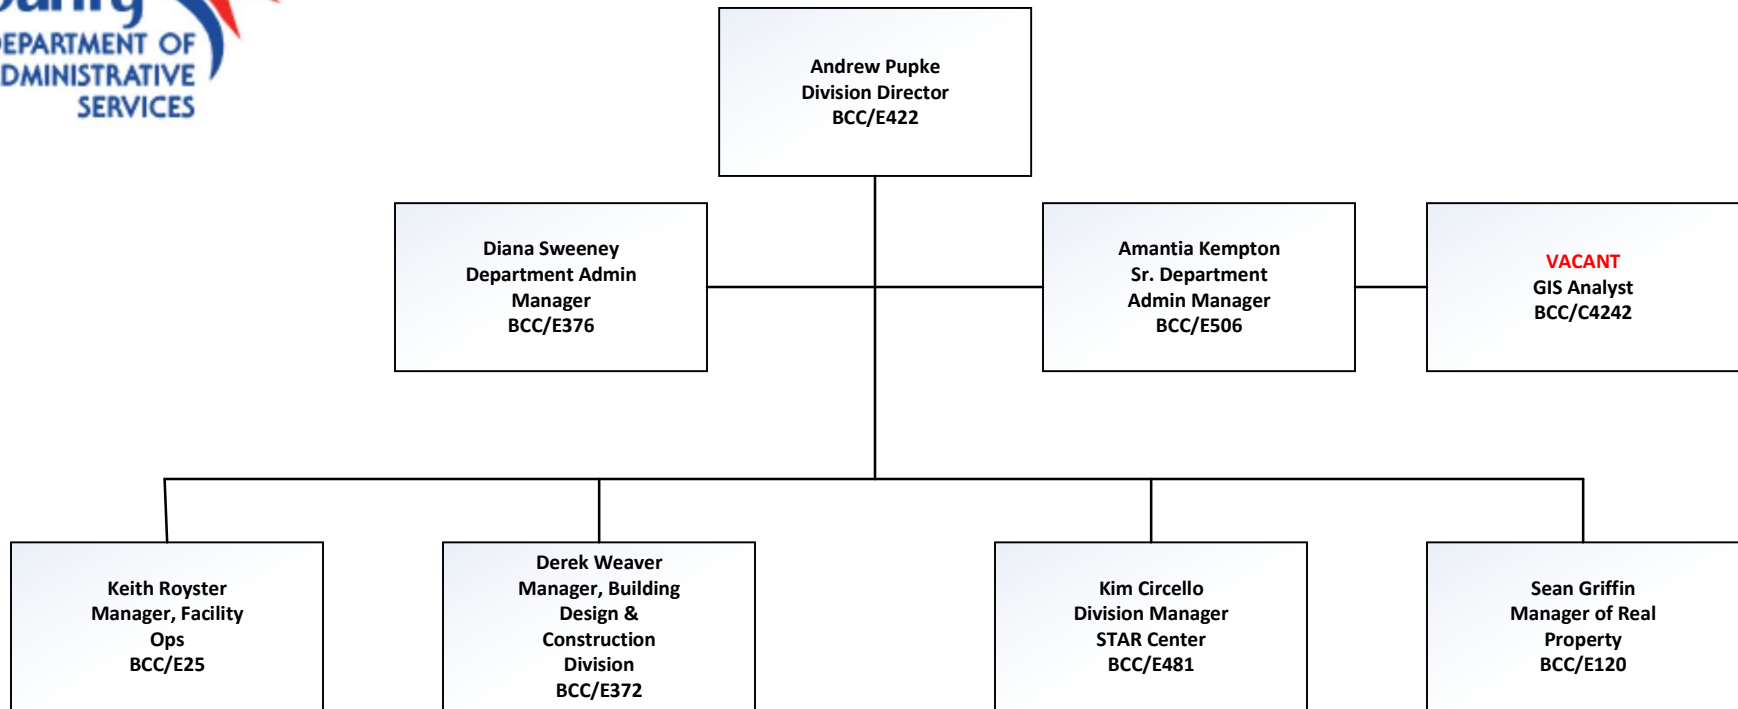 DEPARTMENT OF
ADMINISTRATIVE
SERVICES
Andrew Pupke
Division Director
BCC/E422
Diana Sweeney
Department Admin
Manager
BCC/E376
Amantia Kempton
Sr. Department
Admin Manager
BCC/E506
VACANT
GIS Analyst
BCC/C4242
Keith Royster
Manager, Facility
Ops
BCC/E25
Derek Weaver
Manager, Building
Design &
Construction
Division
BCC/E372
Kim Circello
Division Manager
STAR Center
BCC/E481
Sean Griffin
Manager of Real
Property
BCC/E120